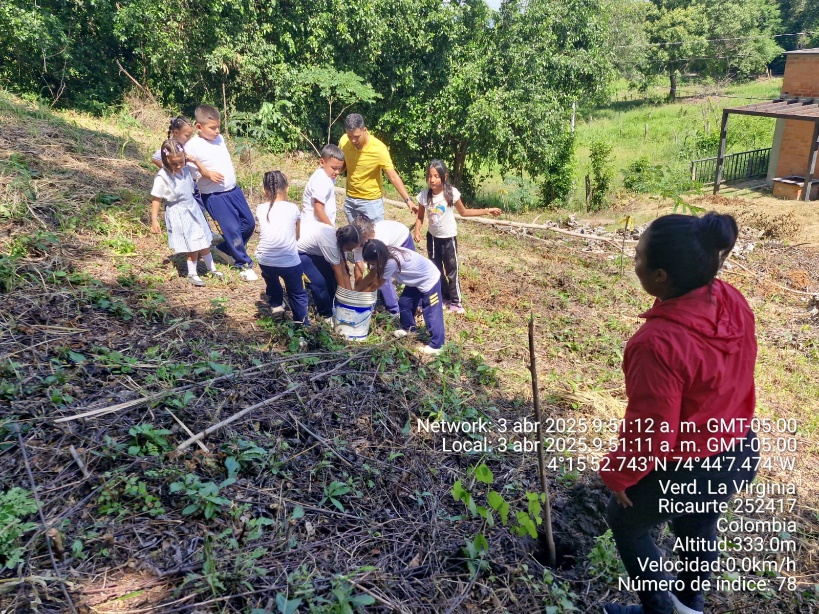 Network: 3 abr 2025 9:51:12 a. m. GMT-05:00
Local: 3 abr 2025 9:51:11 a. m. GMT-05:00
4°15'52.743"N 74°44'7.474"W
Verd. La Virginia
Ricaurte 252417
Colombia
Altitud:333.0m
Velocidad:0.0km/h
Número de índice: 78